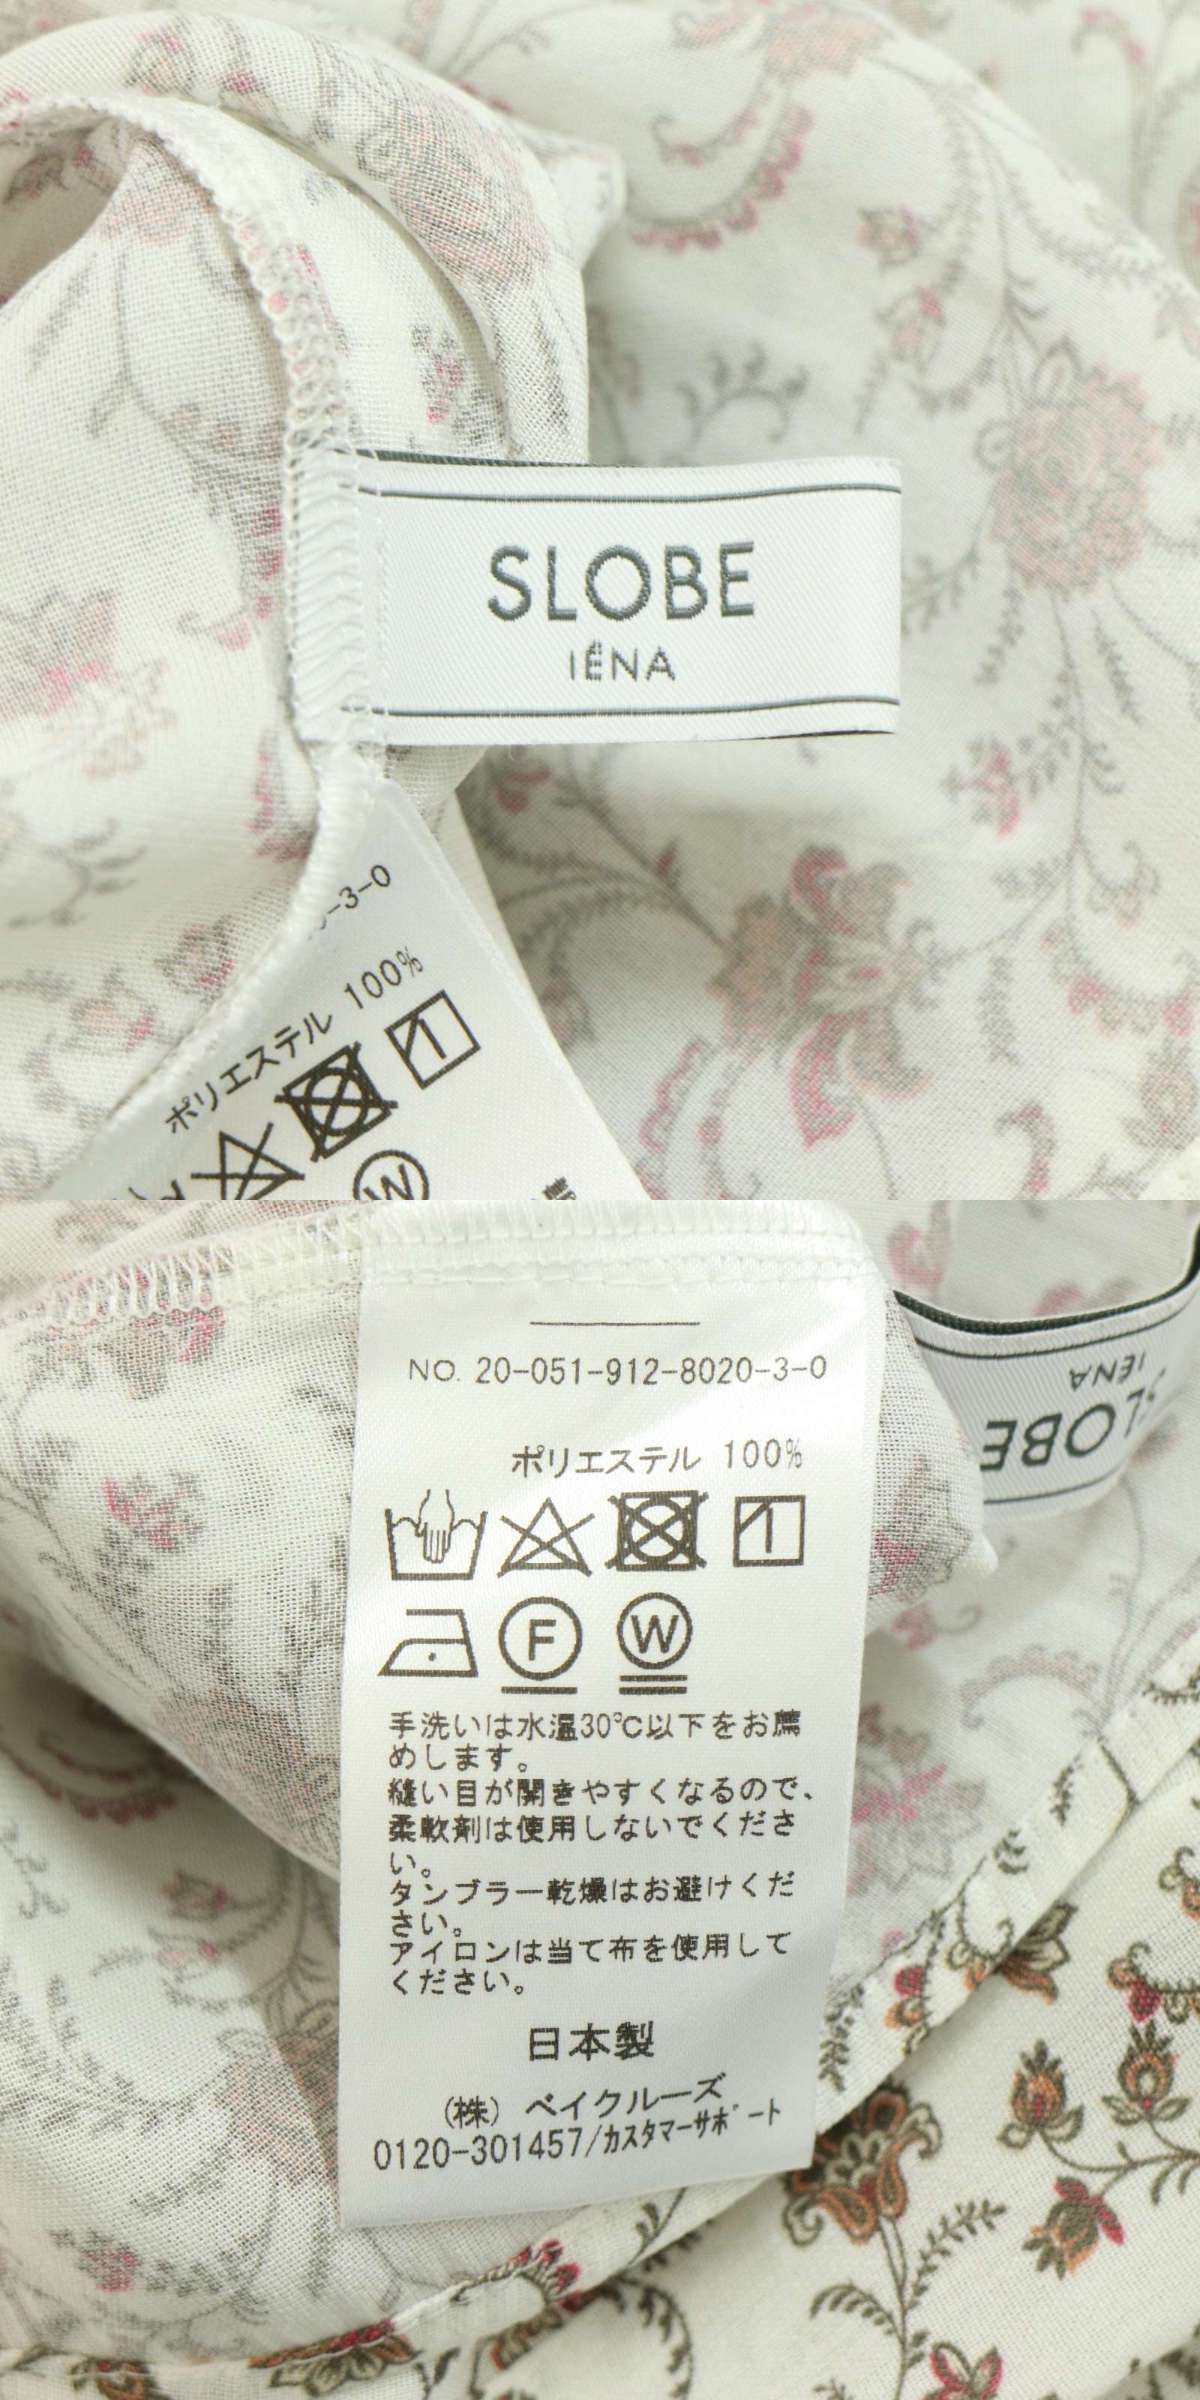 SLOBE
IÉNA
-3-0
ポリエステル 100%
W
NO. 20-051-912-8020-3-0
IÉNA
SLOBE
ポリエステル 100%
F
W
手洗いは水温30℃以下をお薦
めします。
縫い目が開きやすくなるので、
柔軟剤は使用しないでくださ
い。
タンブラー乾燥はお避けくだ
さい。
アイロンは当て布を使用して
ください。
日本製
(株) ベイクルーズ
0120-301457/カスタマーサポート